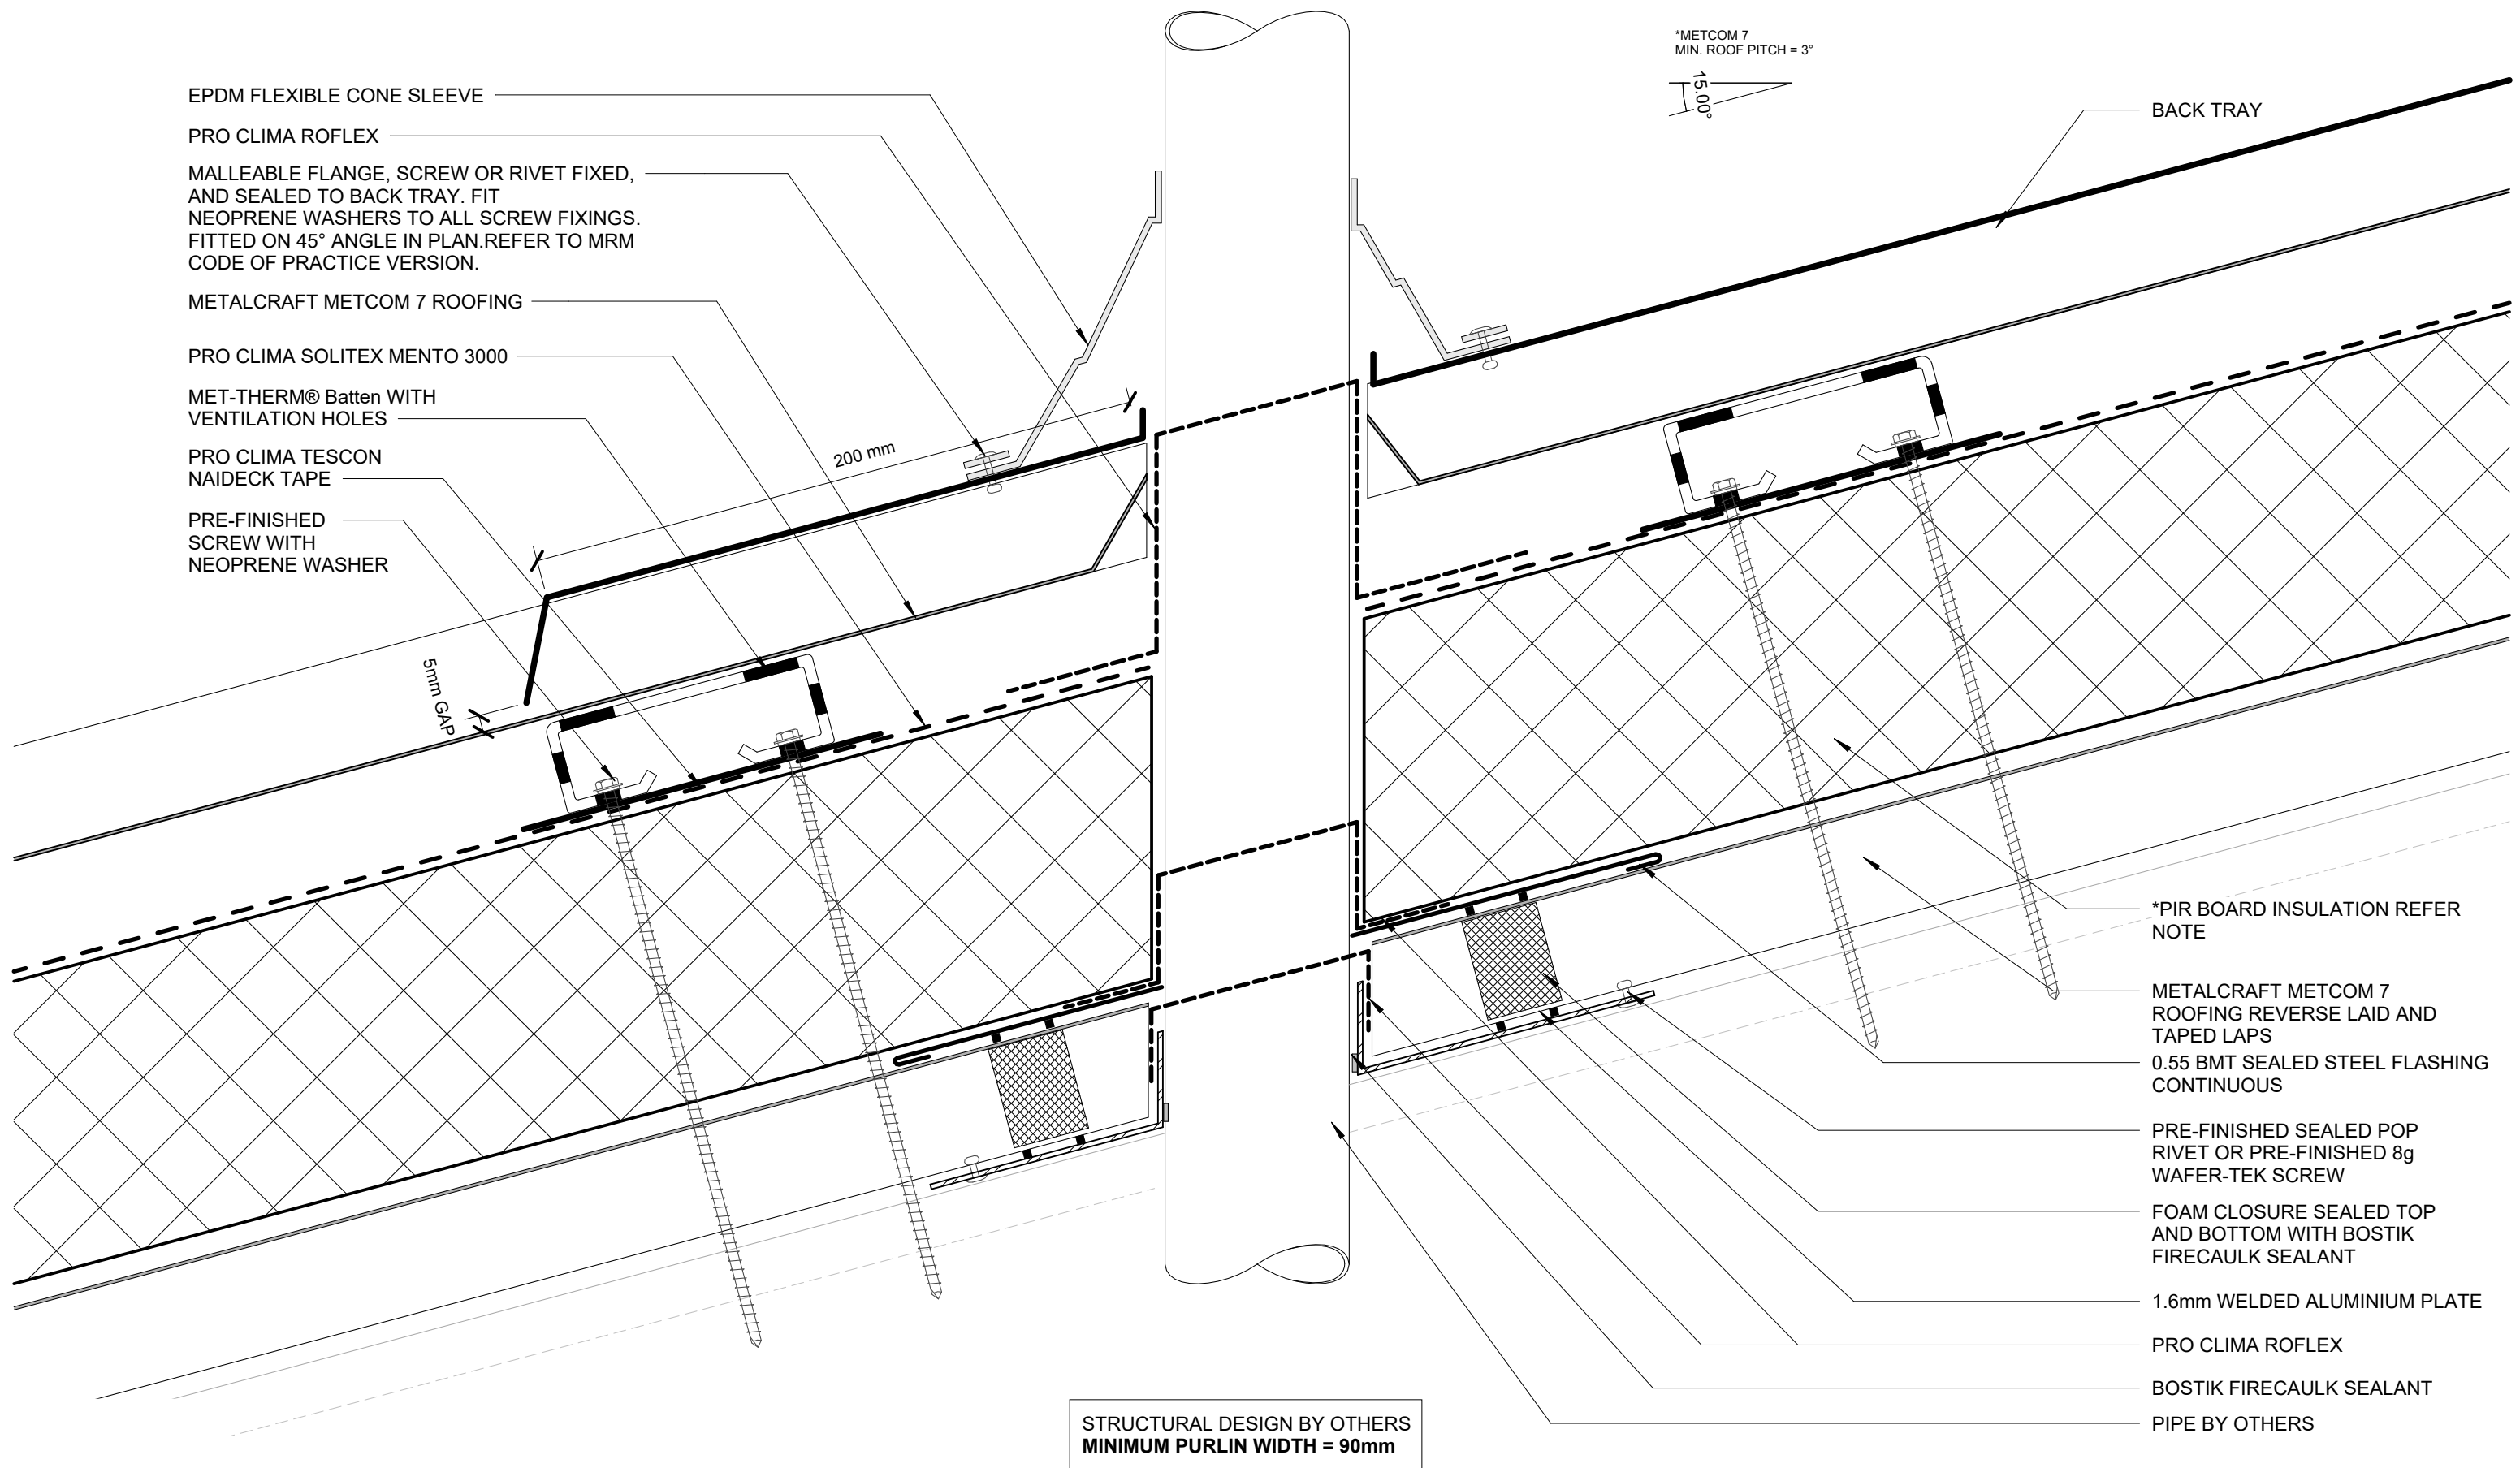 *METCOM 7
MIN. ROOF PITCH = 3°
15.00°
EPDM FLEXIBLE CONE SLEEVE
PRO CLIMA ROFLEX
MALLEABLE FLANGE, SCREW OR RIVET FIXED,
AND SEALED TO BACK TRAY. FIT
NEOPRENE WASHERS TO ALL SCREW FIXINGS.
FITTED ON 45° ANGLE IN PLAN.REFER TO MRM
CODE OF PRACTICE VERSION.
METALCRAFT METCOM 7 ROOFING
PRO CLIMA SOLITEX MENTO 3000
MET-THERM® Batten WITH
VENTILATION HOLES
PRO CLIMA TESCON
NAIDECK TAPE
PRE-FINISHED
SCREW WITH
NEOPRENE WASHER
200 mm
5mm GAP
BACK TRAY
*PIR BOARD INSULATION REFER
NOTE
METALCRAFT METCOM 7
ROOFING REVERSE LAID AND
TAPED LAPS
0.55 BMT SEALED STEEL FLASHING
CONTINUOUS
PRE-FINISHED SEALED POP
RIVET OR PRE-FINISHED 8g
WAFER-TEK SCREW
FOAM CLOSURE SEALED TOP
AND BOTTOM WITH BOSTIK
FIRECAULK SEALANT
1.6mm WELDED ALUMINIUM PLATE
PRO CLIMA ROFLEX
BOSTIK FIRECAULK SEALANT
PIPE BY OTHERS
STRUCTURAL DESIGN BY OTHERS
MINIMUM PURLIN WIDTH = 90mm